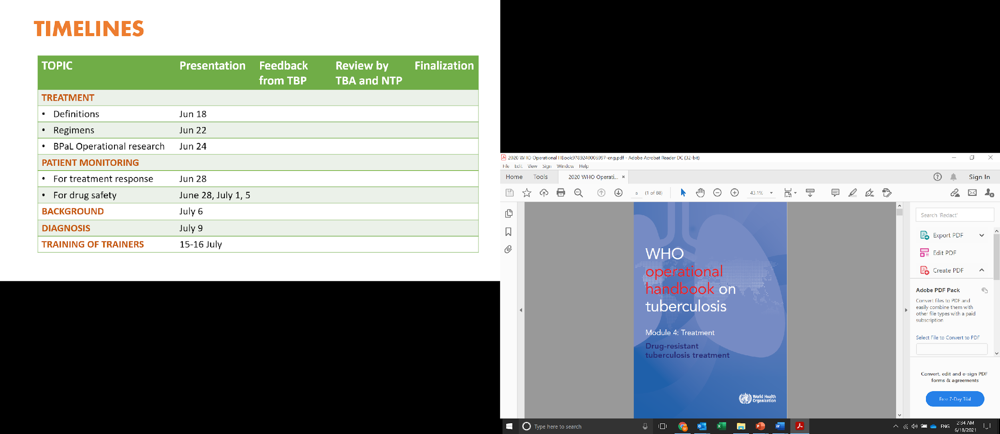 TIMELINES
TOPIC Presentation Feedback from TBP Review by TBA and NTP Finalization
TREATMENT
• Definitions Jun 18
• Regimens Jun 22
• BPaL Operational research Jun 24
PATIENT MONITORING
• For treatment response Jun 28
• For drug safety June 28, July 1, 5
BACKGROUND July 6
DIAGNOSIS July 9
TRAINING OF TRAINERS 15-16 July
2020 WHO Operational HBook9789240006997-eng.pdf - Adobe Acrobat Reader DC (32-bit)
File Edit View Sign Window Help
Home Tools 2020 WHO Operati... × Sign In
a (1 of 88) 43.1%
WHO
operational
handbook on
tuberculosis
Module 4: Treatment
Drug-resistant
tuberculosis treatment
World Health
Organization
Search 'Redact'
Export PDF
Edit PDF
Create PDF
Adobe PDF Pack
Convert files to PDF and
easily combine them with
other file types with a paid
subscription
Select File to Convert to PDF
Convert, edit and e-sign PDF
forms & agreements
Free 7-Day Trial
Type here to search
ENG 2:34 AM
6/18/2021